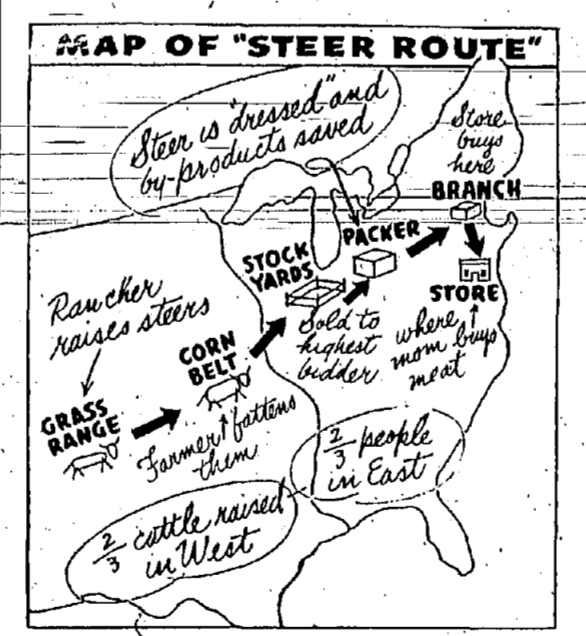 MAP OF "STEER ROUTE"
Steer is "dressed" and
by-products saved
Store
buys
here
BRANCH
PACKER
STOCK
YARDS
STORE
Rancher
raises steers
Sold to
highest
bidder
where
mom buys
meat
CORN
BELT
GRASS
RANGE
Farmer fattens
them
2/3 people
in East
2/3 cattle raised
in West